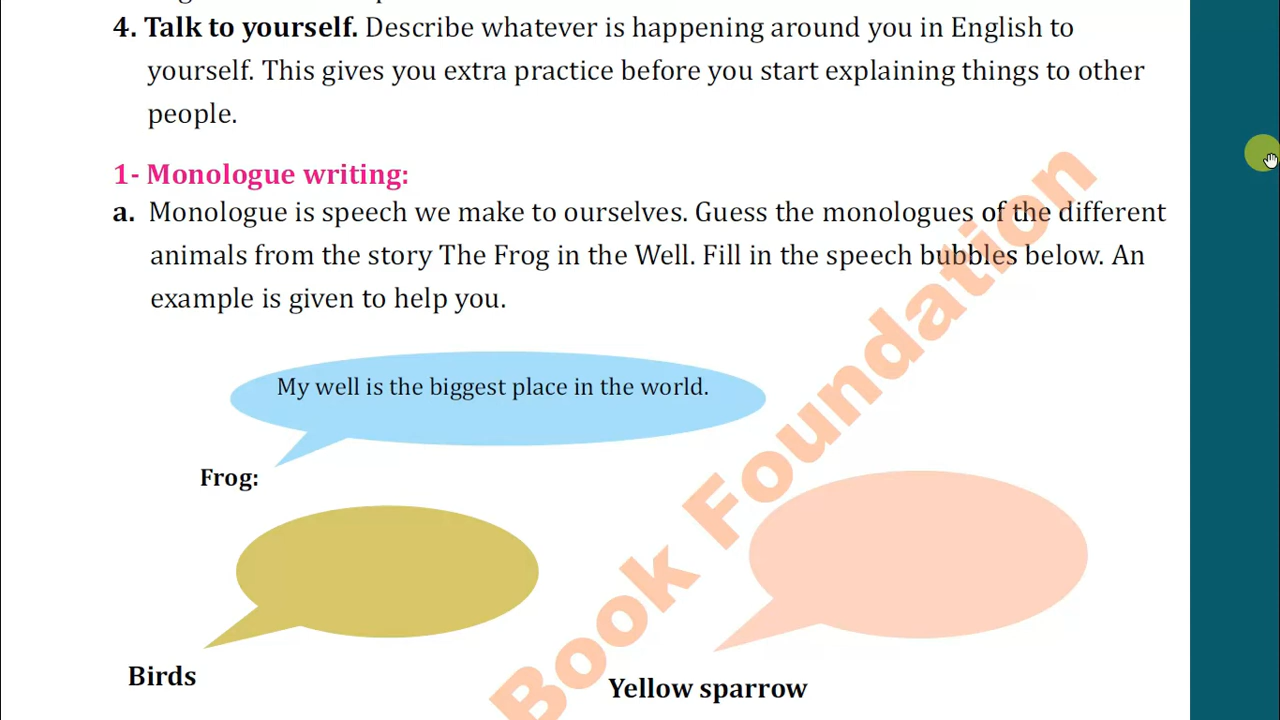 4. Talk to yourself. Describe whatever is happening around you in English to
yourself. This gives you extra practice before you start explaining things to other
people.
1- Monologue writing:
a. Monologue is speech we make to ourselves. Guess the monologues of the different
animals from the story The Frog in the Well. Fill in the speech bubbles below. An
example is given to help you.
My well is the biggest place in the world.
Frog:
Birds
Yellow sparrow
Book Foundation